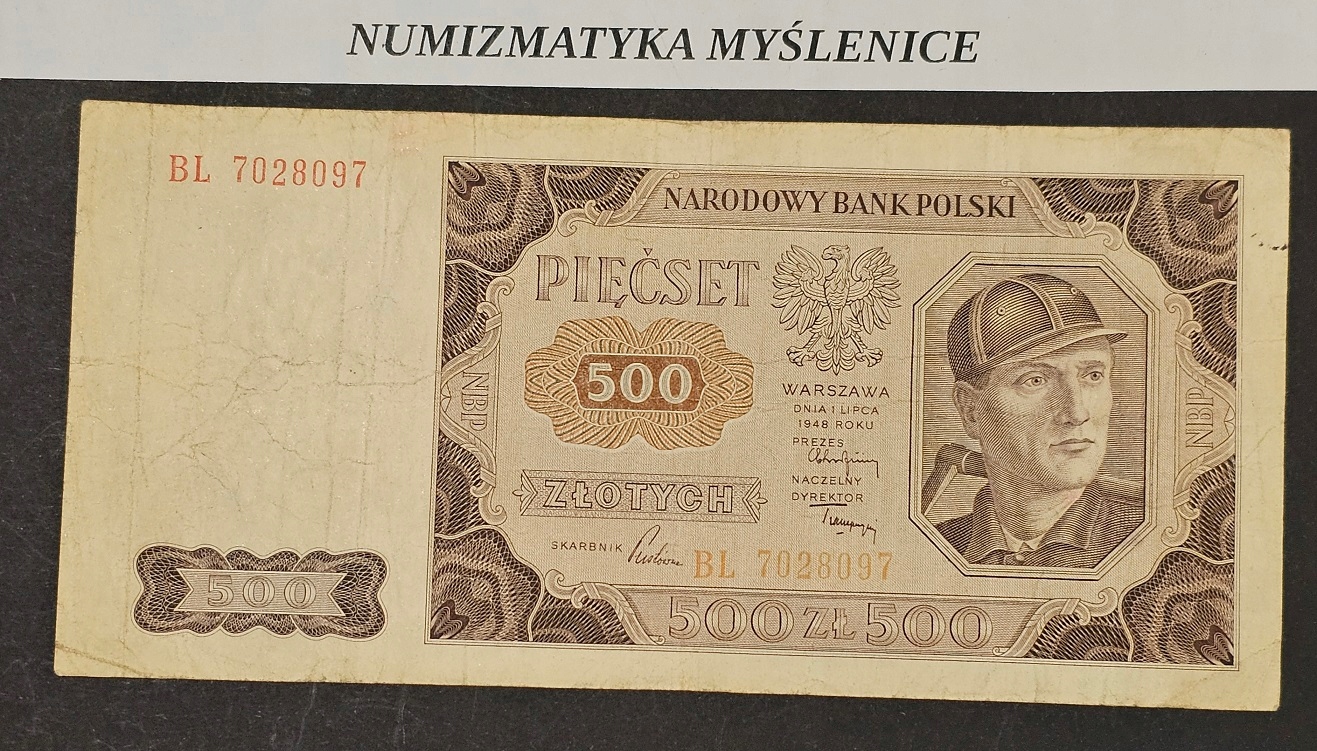 NUMIZMATYKA MYŚLENICE
BL 7028097
NARODOWY BANK POLSKI
PIĘĆSET
500
NBP
NBP
WARSZAWA
DNIA 1 LIPCA
1948 ROKU
PREZES
NACZELNY
DYREKTOR
ZŁOTYCH
SKARBNIK
BL 7028097
500
500 ZŁ 500